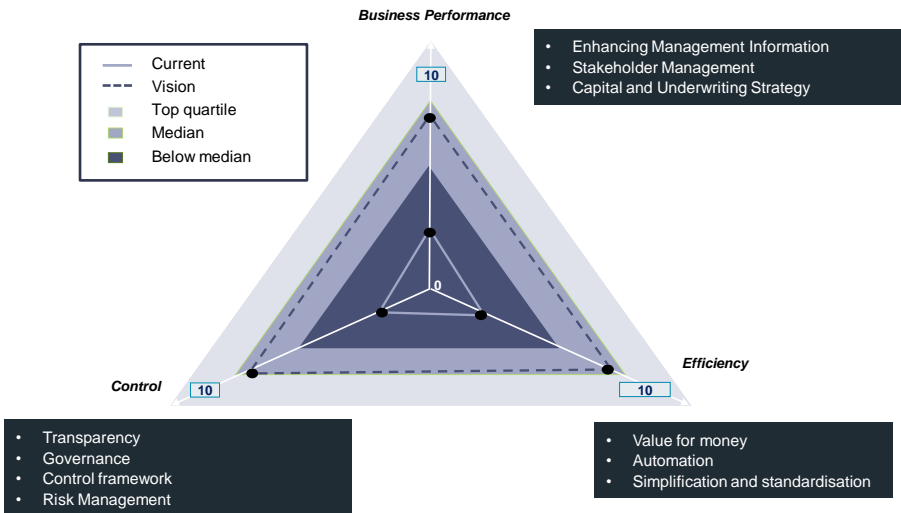 Business Performance
Current
Vision
Top quartile
Median
Below median
10
• Enhancing Management Information
• Stakeholder Management
• Capital and Underwriting Strategy
0
Efficiency
Control
10
10
• Transparency
• Governance
• Control framework
• Risk Management
• Value for money
• Automation
• Simplification and standardisation